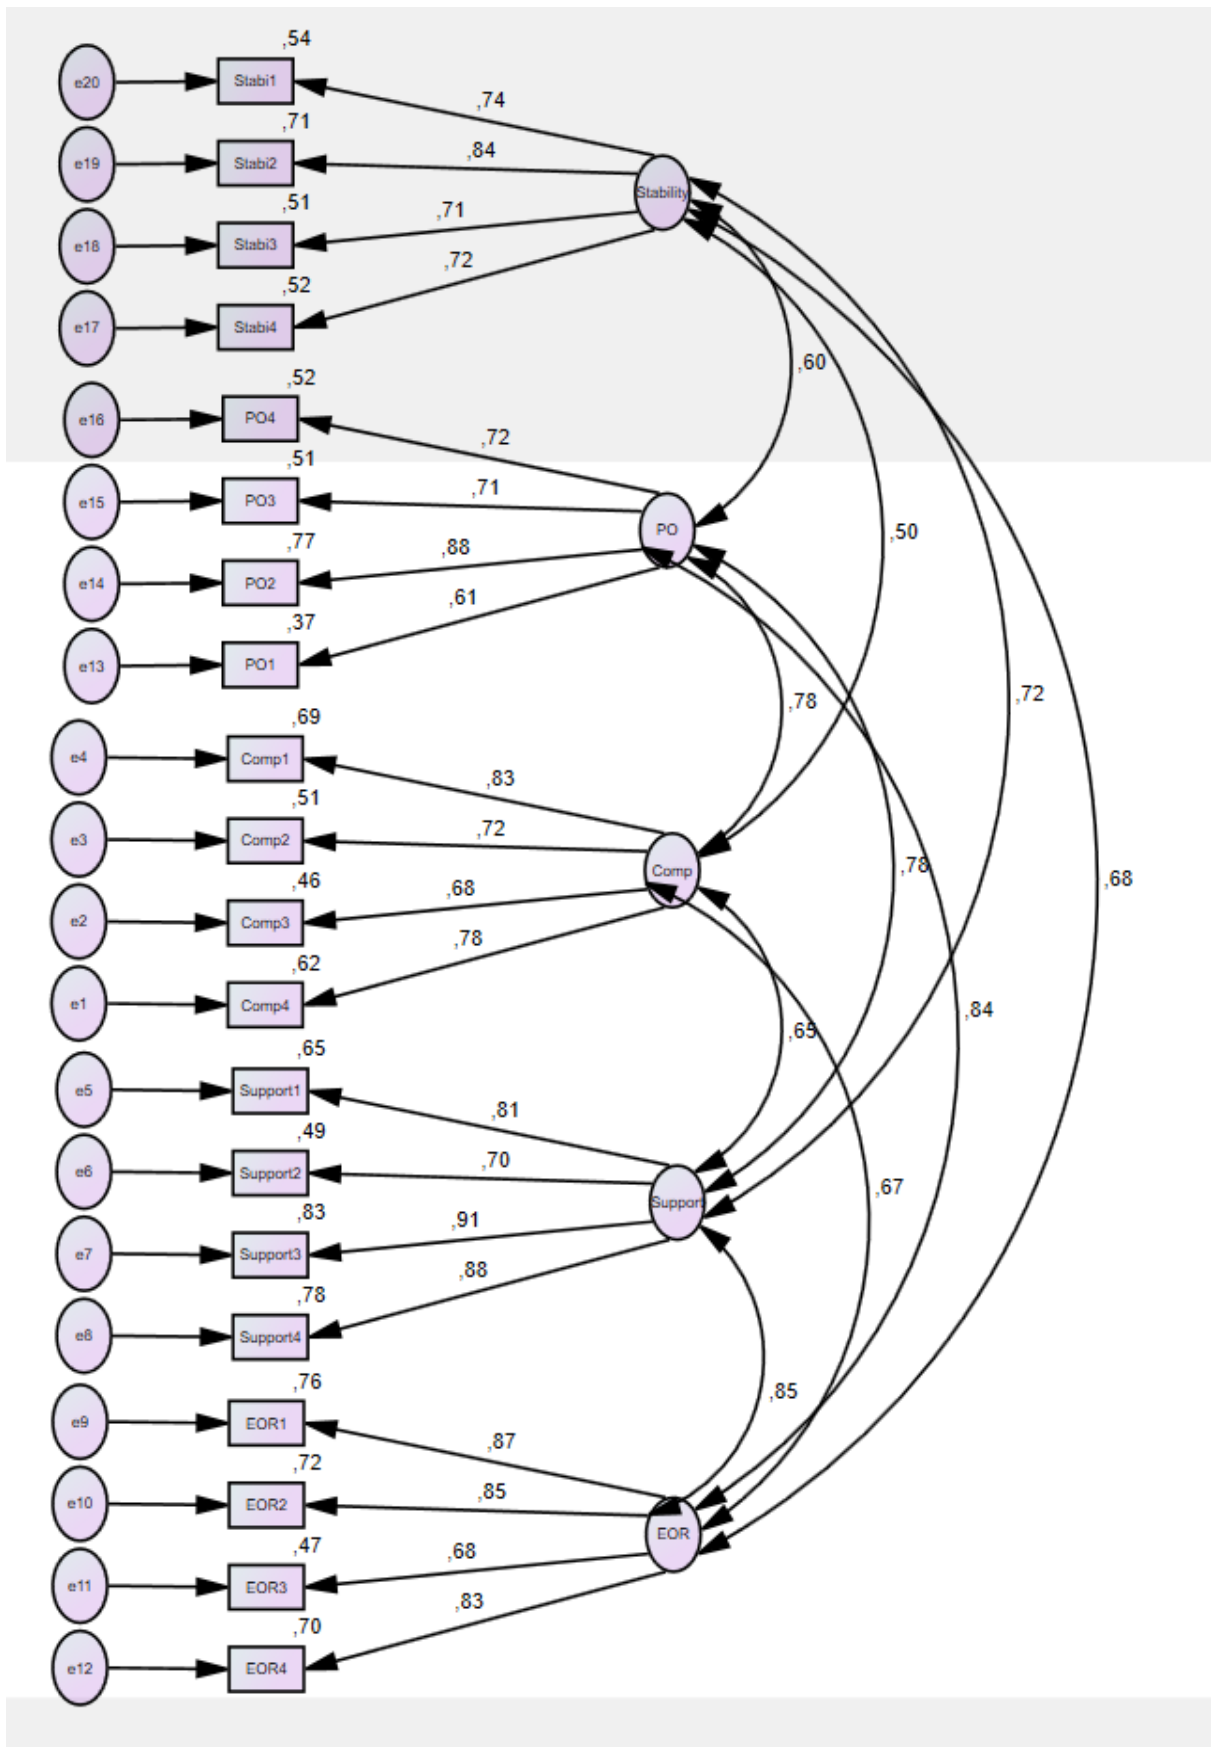 ,54
e20 Stabi1 ,74
,71
e19 Stabi2 ,84
Stability
,51
e18 Stabi3 ,71
,52
e17 Stabi4 ,72
,60
,52
e16 PO4 ,72
,51
e15 PO3 ,71
PO
,50
,77
e14 PO2 ,88
,37
e13 PO1 ,61
,78
,72
,69
e4 Comp1 ,83
,51
e3 Comp2 ,72
Comp
,78
,68
,46
e2 Comp3 ,68
,62
e1 Comp4 ,78
,84
,65
,65
e5 Support1 ,81
,49
e6 Support2 ,70
Support
,67
,83
e7 Support3 ,91
,78
e8 Support4 ,88
,85
,76
e9 EOR1 ,87
,72
e10 EOR2 ,85
EOR
,47
e11 EOR3 ,68
,70
e12 EOR4 ,83